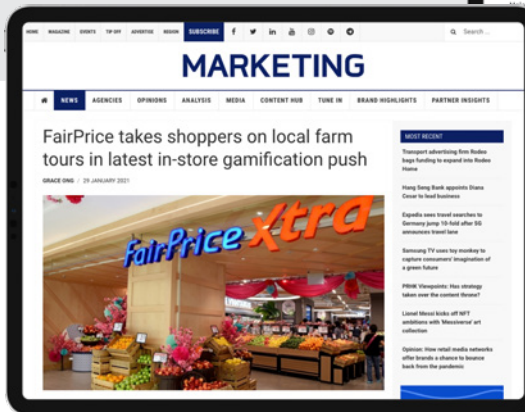 HOME MAGAZINE EVENTS TIP OFF ADVERTISE REGION SUBSCRIBE Search ...
MARKETING
NEWS AGENCIES OPINIONS ANALYSIS MEDIA CONTENT HUB TUNE IN BRAND HIGHLIGHTS PARTNER INSIGHTS
FairPrice takes shoppers on local farm
tours in latest in-store gamification push
GRACE ONG / 29 JANUARY 2021
FairPrice Xtra
MOST RECENT
Transport advertising firm Rodeo
bags funding to expand into Rodeo
Home
Hang Seng Bank appoints Diana
Cesar to lead business
Expedia sees travel searches to
Germany jump 10-fold after SG
announces travel lane
Samsung TV uses toy monkey to
capture consumers' imagination of
a green future
PRHK Viewpoints: Has strategy
taken over the content throne?
Lionel Messi kicks off NFT
ambitions with 'Messiverse' art
collection
Opinion: How retail media networks
offer brands a chance to bounce
back from the pandemic